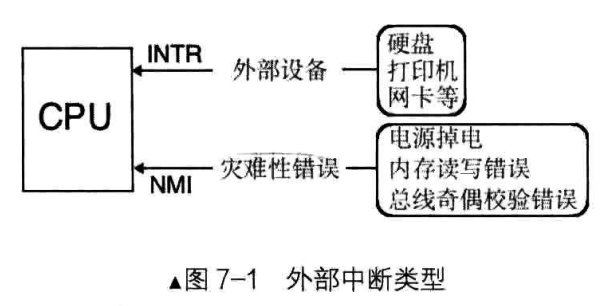 硬盘
INTR
外部设备
打印机
网卡等
CPU
电源掉电
灾难性错误
内存读写错误
NMI
总线奇偶校验错误
▲图 7-1 外部中断类型